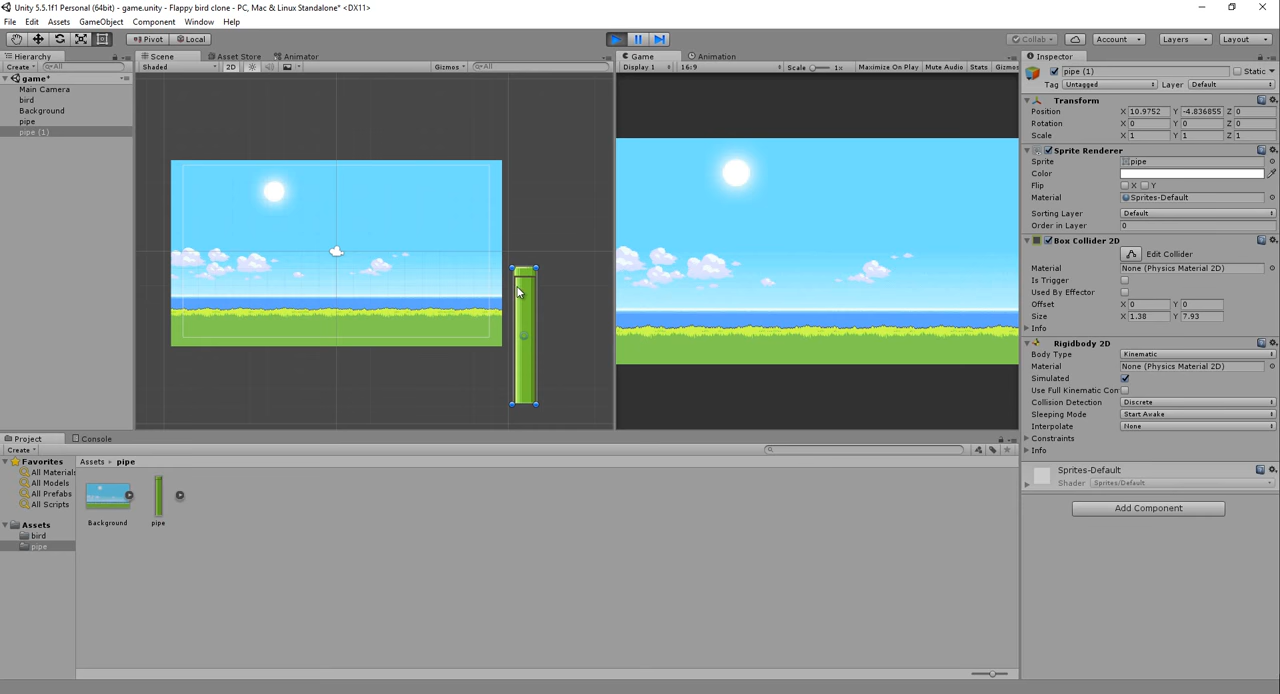 Unity 5.5.1f1 Personal (64bit) - game.unity - Flappy bird clone - PC, Mac & Linux Standalone* <DX11>
File Edit Assets GameObject Component Window Help
Pivot Local Collab Account Layers Layout
Hierarchy Scene Asset Store Animator Game Animation Inspector
Create All Shaded 2D Gizmos All Display 1 16:9 Scale 1x Maximize On Play Mute Audio Stats Gizmos
game*
Main Camera
bird
Background
pipe
pipe (1)
pipe (1) Static
Tag Untagged Layer Default
Transform
Position X 10.9752 Y -4.836855 Z 0
Rotation X 0 Y 0 Z 0
Scale X 1 Y 1 Z 1
Sprite Renderer
Sprite pipe
Color
Flip X Y
Material Sprites-Default
Sorting Layer Default
Order in Layer 0
Box Collider 2D
Edit Collider
Material None (Physics Material 2D)
Is Trigger
Used By Effector
Offset X 0 Y 0
Size X 1.38 Y 7.93
Info
Rigidbody 2D
Body Type Kinematic
Material None (Physics Material 2D)
Simulated
Use Full Kinematic Con
Collision Detection Discrete
Sleeping Mode Start Awake
Interpolate None
Constraints
Info
Sprites-Default
Shader Sprites/Default
Add Component
Project Console
Create
Favorites
All Materials
All Models
All Prefabs
All Scripts
Assets
bird
pipe
Assets pipe
Background pipe